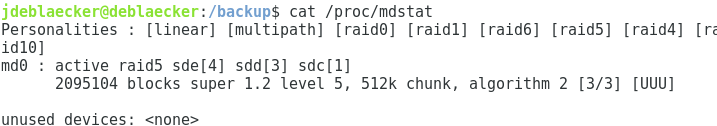 jdeblaecker@deblaecker:/backup$ cat /proc/mdstat
Personalities : [linear] [multipath] [raid0] [raid1] [raid6] [raid5] [raid4] [ra
id10]
md0 : active raid5 sde[4] sdd[3] sdc[1]
      2095104 blocks super 1.2 level 5, 512k chunk, algorithm 2 [3/3] [UUU]

unused devices: <none>